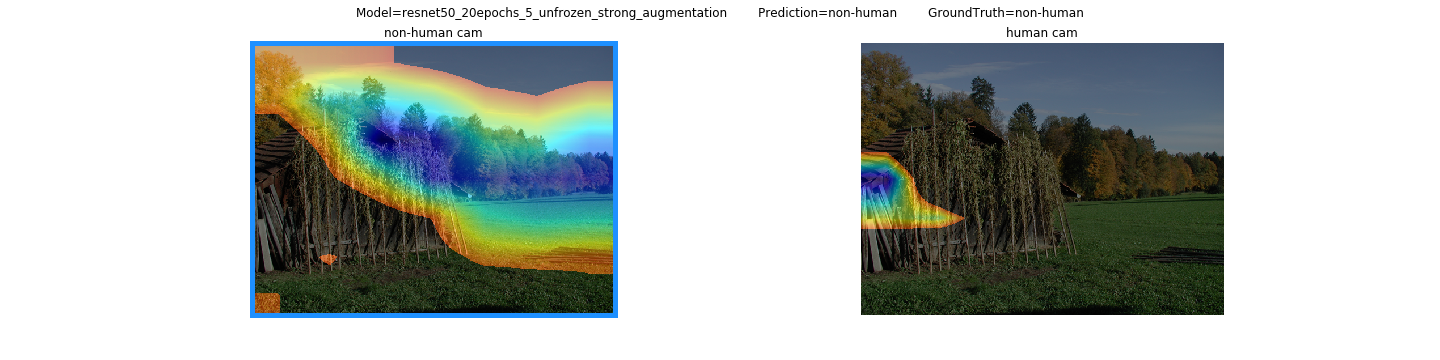 Model=resnet50_20epochs_5_unfrozen_strong_augmentation Prediction=non-human GroundTruth=non-human
non-human cam
human cam